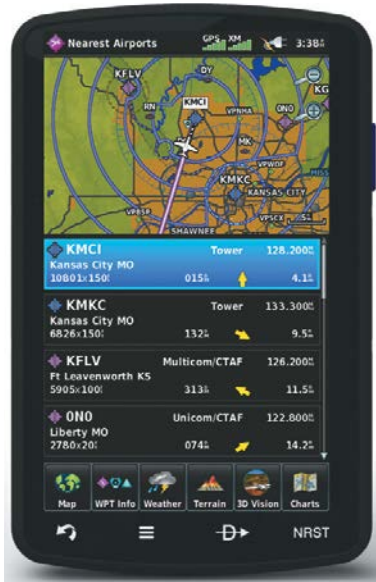 Nearest Airports GPS XM 3:38
KFLV
DY
KMCI
KG
RN
VPNHA
0N0
MK
VPWOF
KMKC
KANSAS CITY
MISS
VPBSR
VPSCX
SHAWNEE
KMCI Tower 128.200
Kansas City MO
10801x150 015 4.1
KMKC Tower 133.300
Kansas City MO
6826x150 132 9.5
KFLV Multicom/CTAF 126.200
Ft Leavenworth KS
5905x100 313 11.5
0N0 Unicom/CTAF 122.800
Liberty MO
2780x20 074 14.2
Map WPT Info Weather Terrain 3D Vision Charts
D NRST